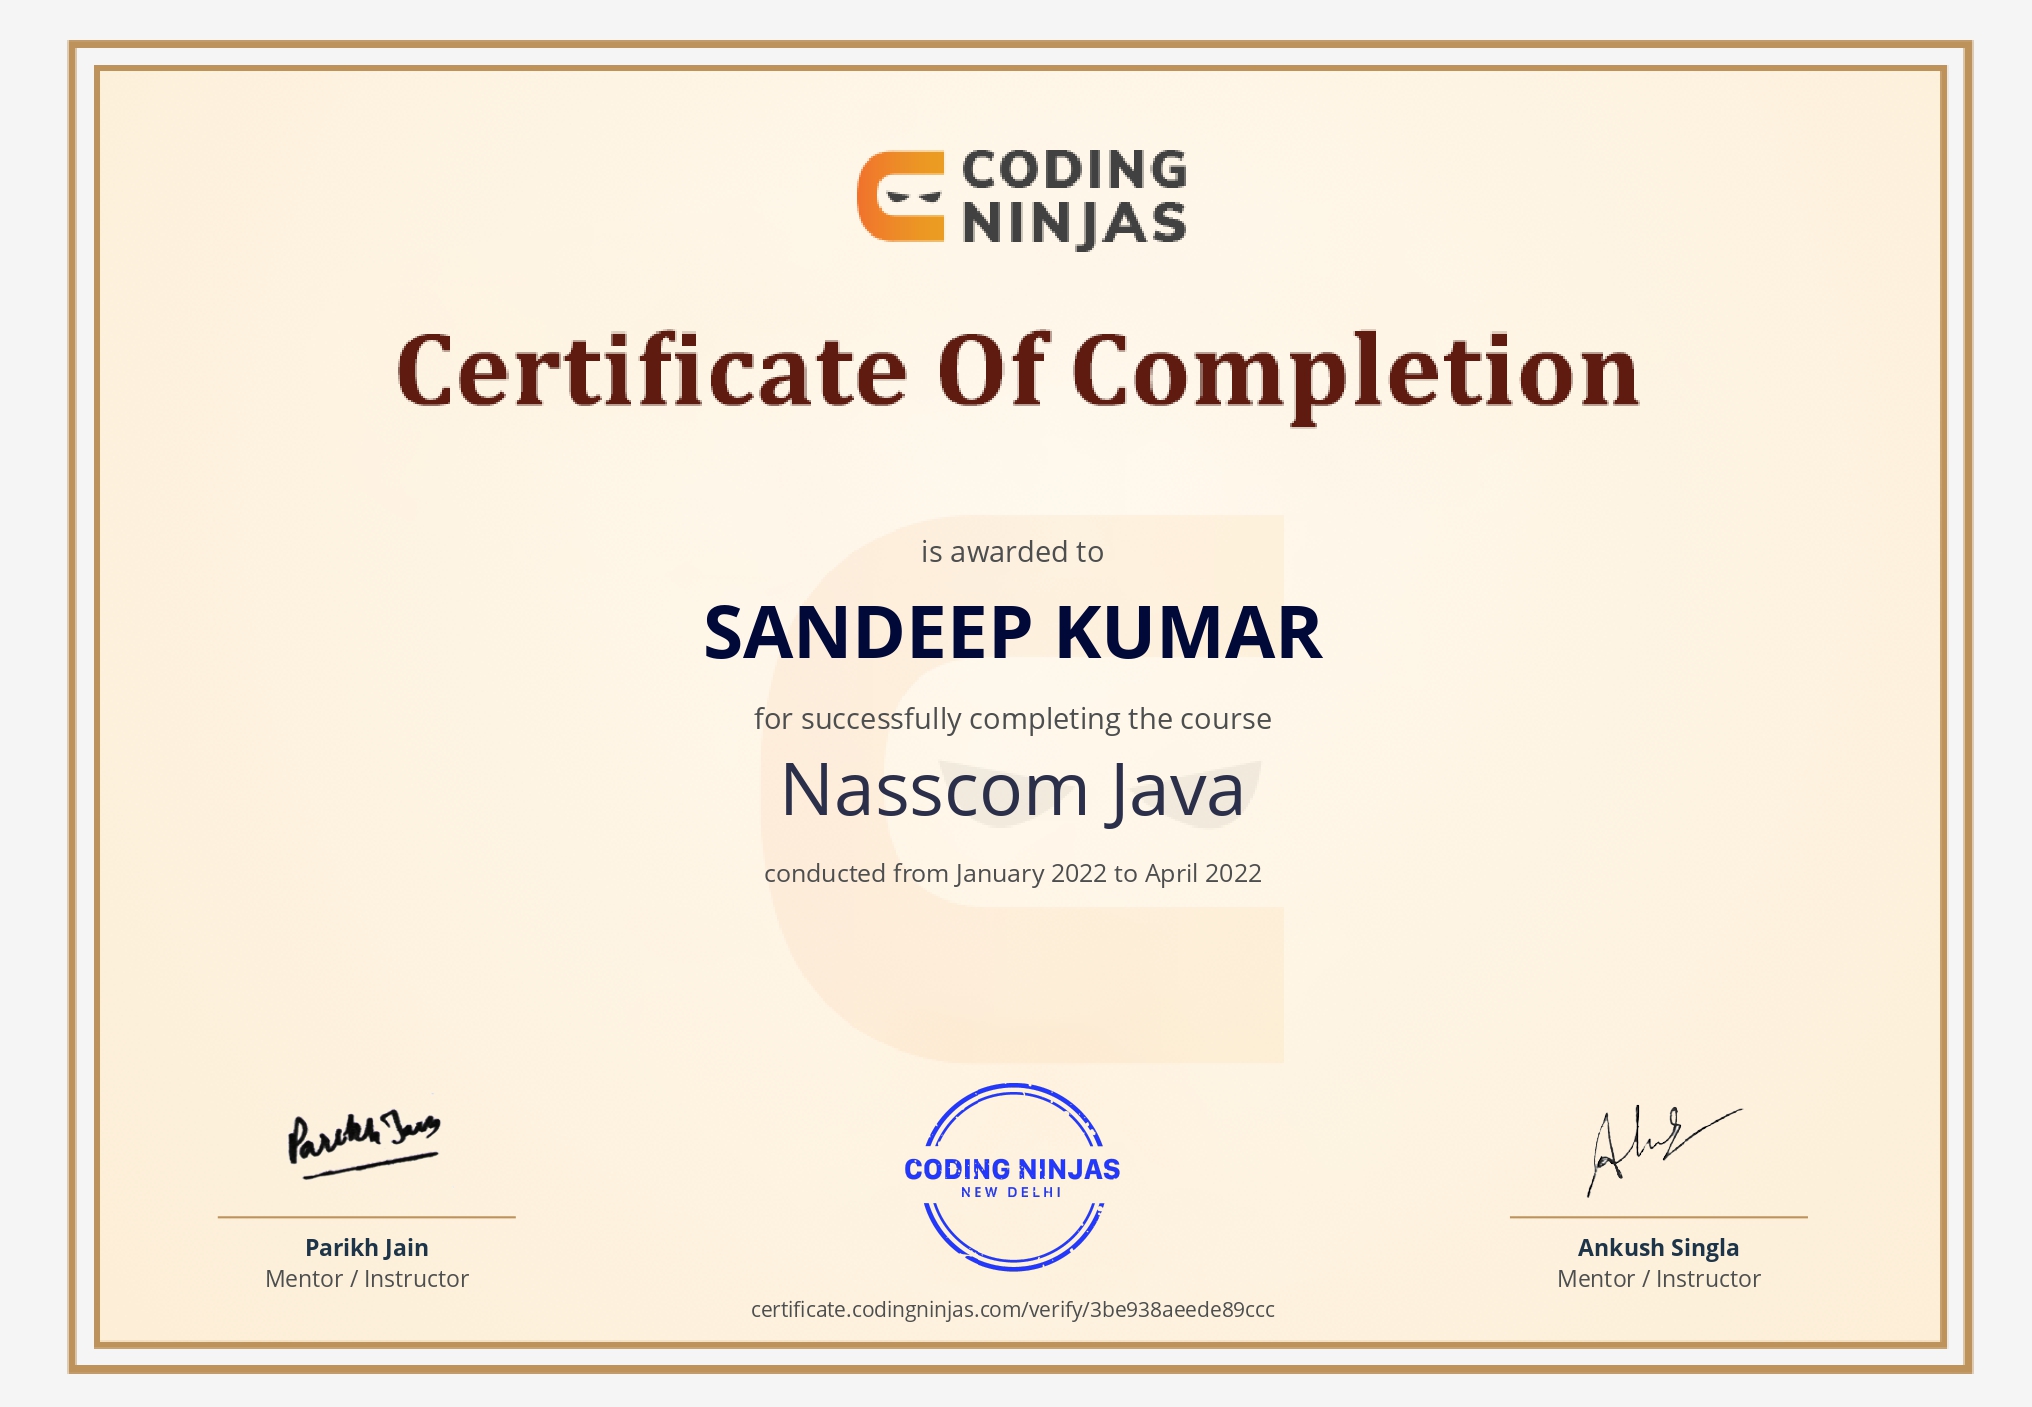 CODING
NINJAS
Certificate Of Completion
is awarded to
SANDEEP KUMAR
for successfully completing the course
Nasscom Java
conducted from January 2022 to April 2022
Parikh Jain
CODING NINJAS
NEW DELHI
Parikh Jain
Mentor / Instructor
Ankush Singla
Mentor / Instructor
certificate.codingninjas.com/verify/3be938aeede89ccc